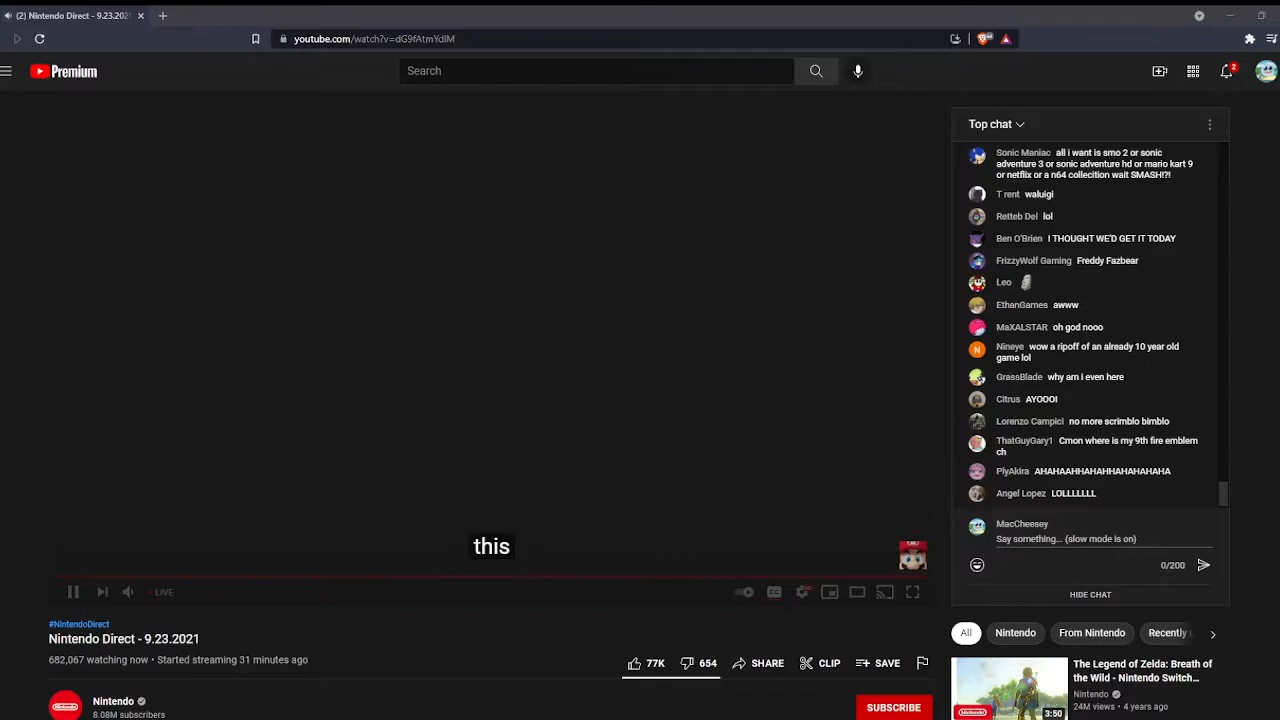 (2) Nintendo Direct - 9.23.202
youtube.com/watch?v=dG9fAtmYdlM
Premium
Search
2
Top chat
Sonic Maniac all i want is smo 2 or sonic
adventure 3 or sonic adventure hd or mario kart 9
or netflix or a n64 collecition wait SMASH!?!
T rent waluigi
Retteb Del lol
Ben O'Brien I THOUGHT WE'D GET IT TODAY
FrizzyWolf Gaming Freddy Fazbear
Leo
EthanGames awww
MaXALSTAR oh god nooo
N
Nineye wow a ripoff of an already 10 year old
game lol
GrassBlade why am i even here
Citrus AYOOOI
Lorenzo Campici no more scrimblo bimblo
ThatGuyGary1 Cmon where is my 9th fire emblem
ch
PlyAkira AHAHAAHHAHAHHAHAHAHAHA
Angel Lopez LOLLLLLLL
MacCheesey
Say something... (slow mode is on)
0/200
HIDE CHAT
this
LIVE
#NintendoDirect
Nintendo Direct - 9.23.2021
682,067 watching now • Started streaming 31 minutes ago
77K
654
SHARE
CLIP
SAVE
Nintendo
8.08M subscribers
SUBSCRIBE
All
Nintendo
From Nintendo
Recently
The Legend of Zelda: Breath of
the Wild - Nintendo Switch...
Nintendo
24M views • 4 years ago
Nintendo
3:50